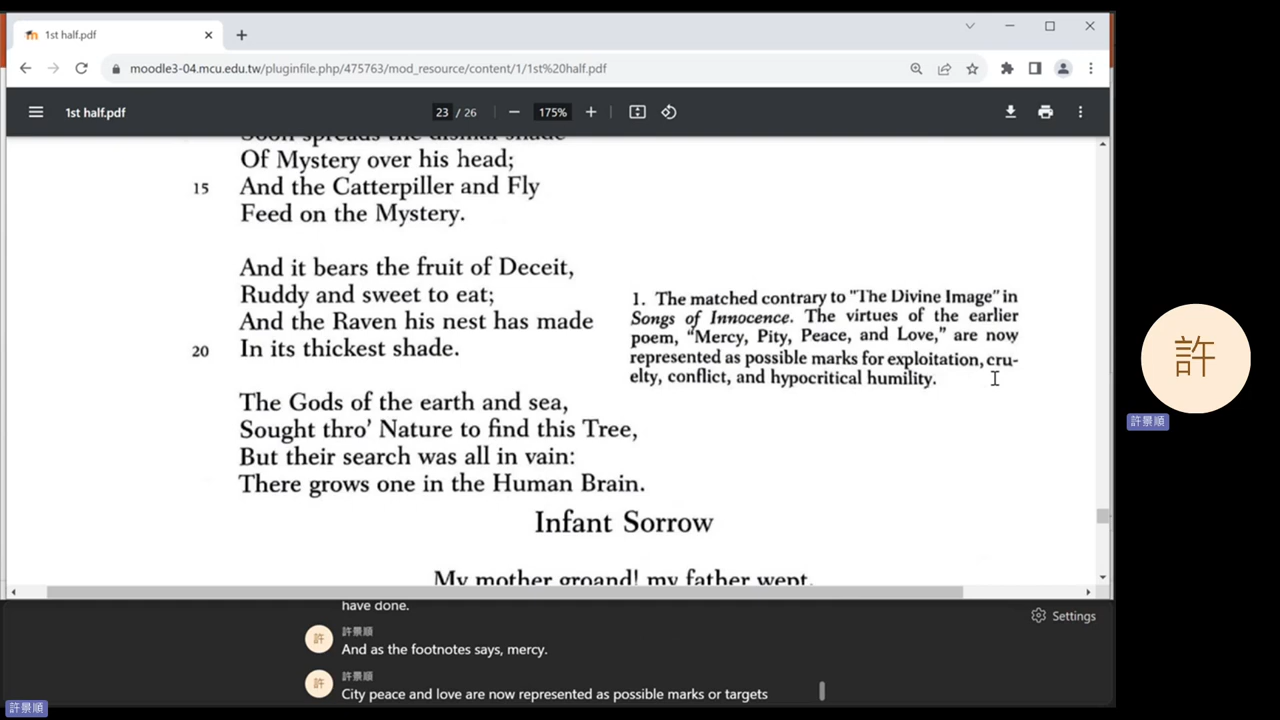 1st half.pdf
moodle3-04.mcu.edu.tw/pluginfile.php/475763/mod_resource/content/1/1st%20half.pdf
1st half.pdf
23 / 26
175%
Soon spreads the dismal shade
Of Mystery over his head;
15 And the Catterpiller and Fly
Feed on the Mystery.
And it bears the fruit of Deceit,
Ruddy and sweet to eat;
And the Raven his nest has made
20 In its thickest shade.
1. The matched contrary to "The Divine Image" in
Songs of Innocence. The virtues of the earlier
poem, "Mercy, Pity, Peace, and Love," are now
represented as possible marks for exploitation, cru-
elty, conflict, and hypocritical humility.
The Gods of the earth and sea,
Sought thro' Nature to find this Tree,
But their search was all in vain:
There grows one in the Human Brain.
Infant Sorrow
My mother groand! my father wept.
have done.
許景順
許
And as the footnotes says, mercy.
許景順
許
City peace and love are now represented as possible marks or targets
Settings
許
許景順
許景順